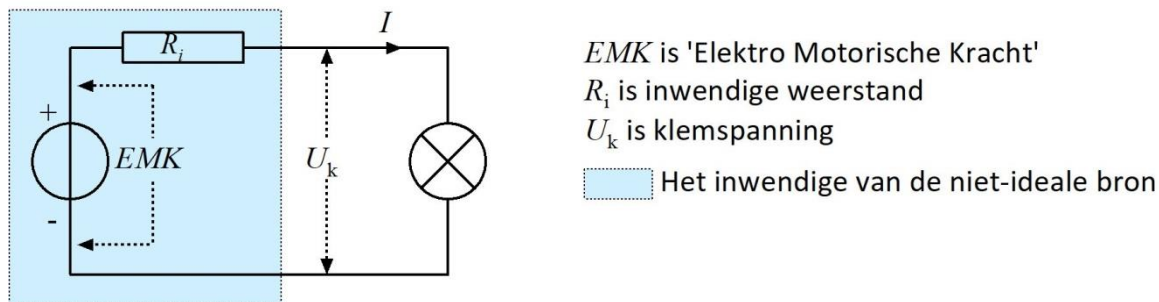 R_i
I
+
EMK
U_k
-
EMK is 'Elektro Motorische Kracht'
R_i is inwendige weerstand
U_k is klemspanning
Het inwendige van de niet-ideale bron